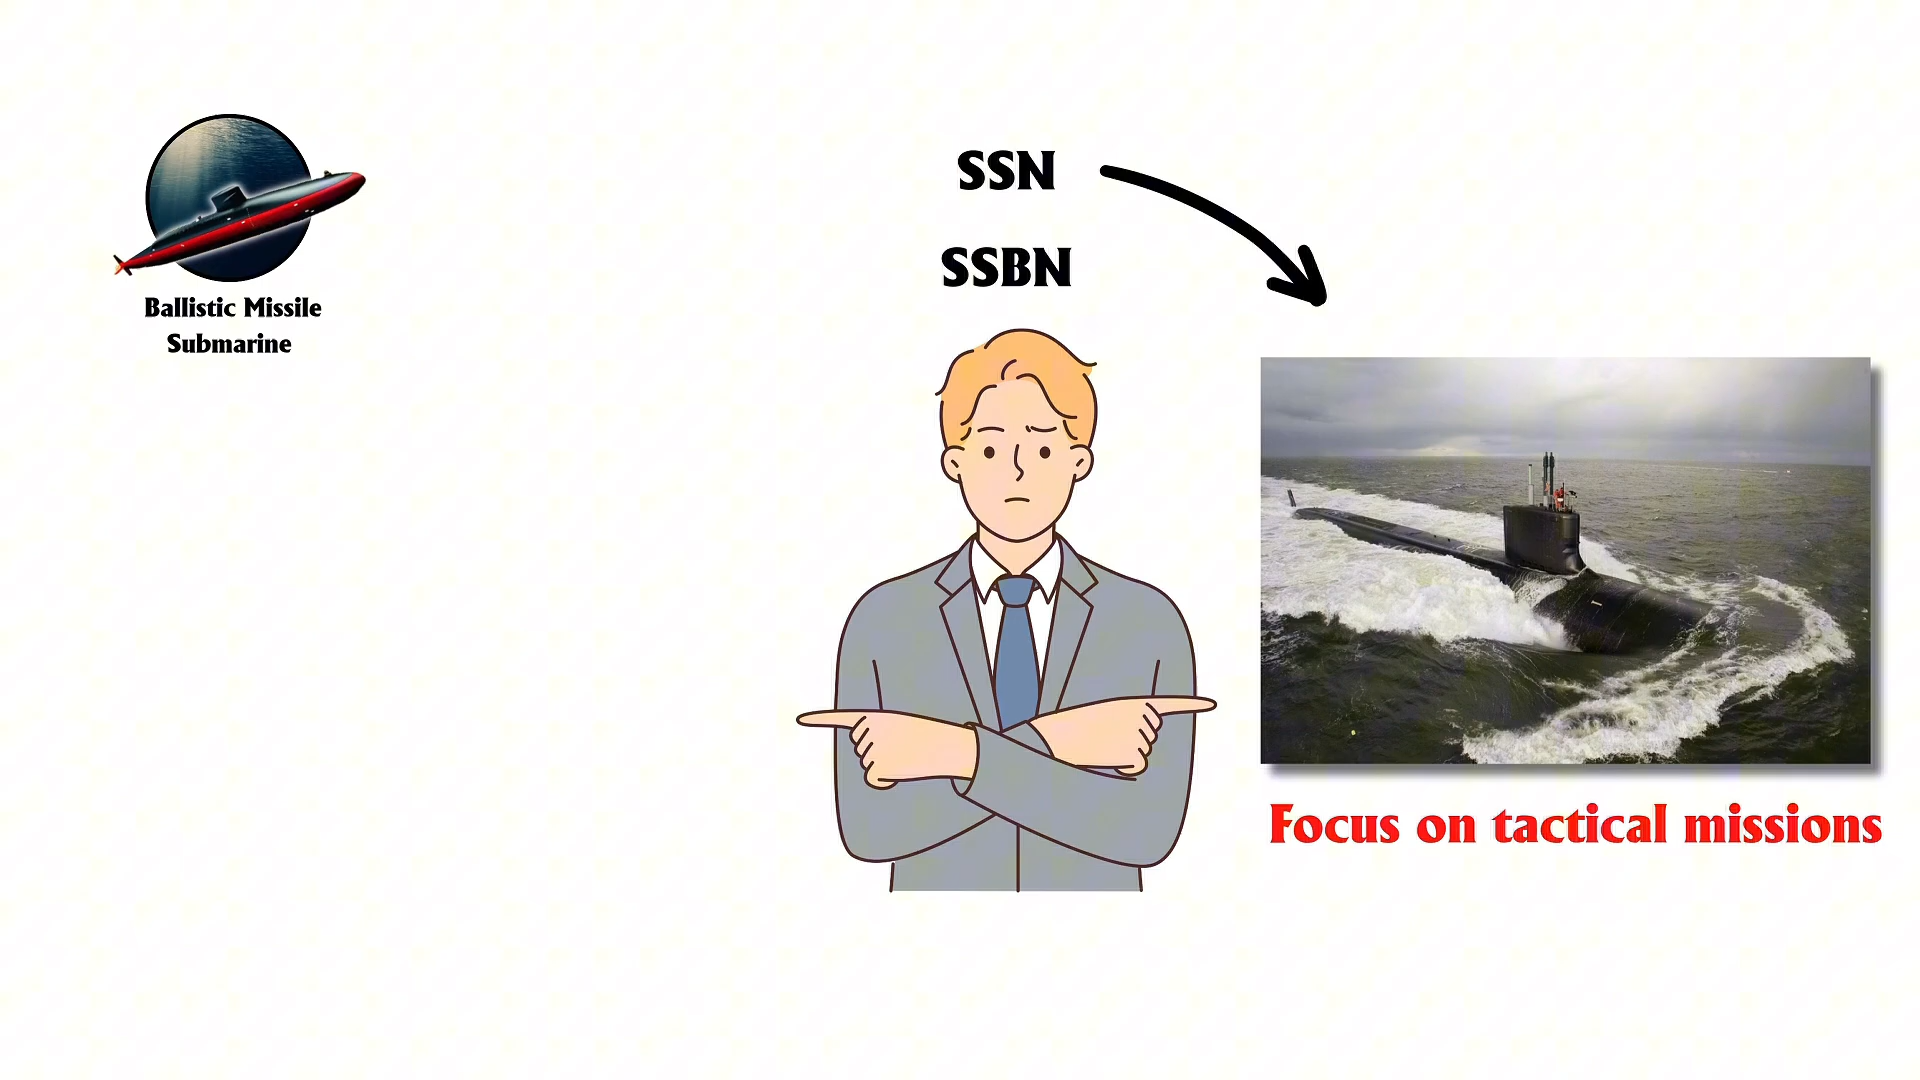 Ballistic Missile
Submarine
SSN
SSBN
Focus on tactical missions